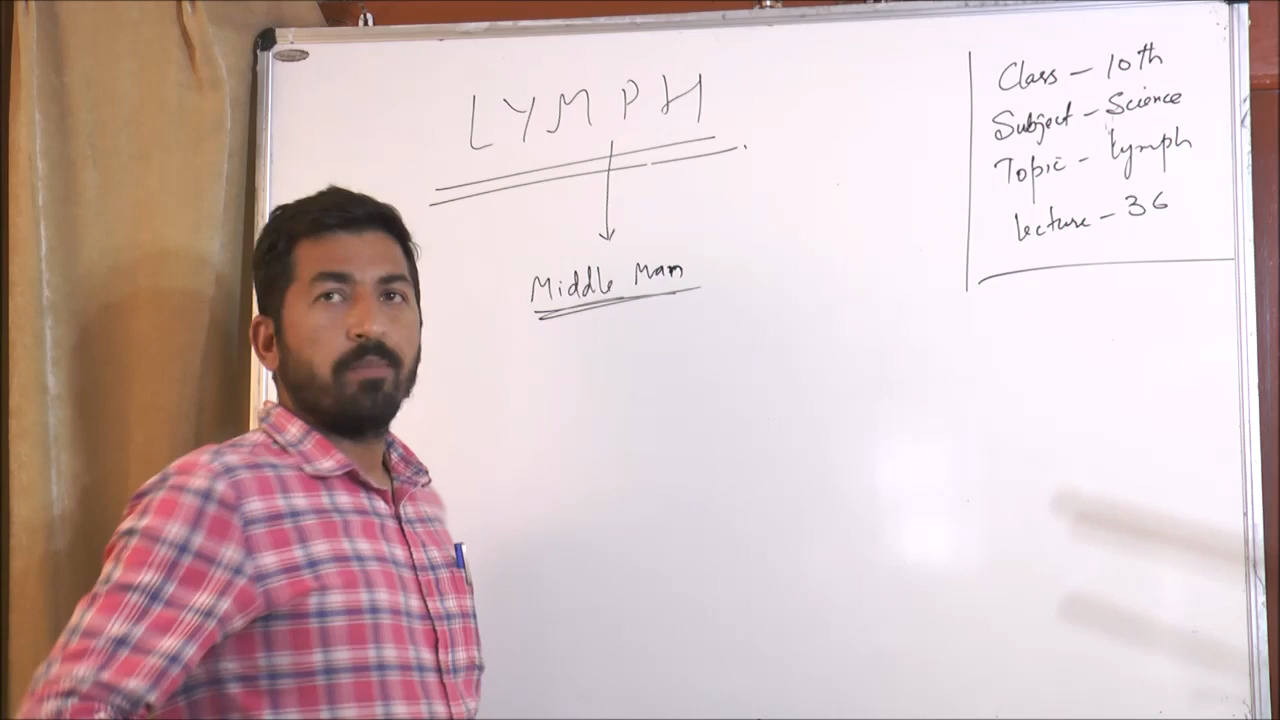 LYMPH
Middle Man
Class - 10th
Subject - Science
Topic - Lymph
Lecture - 36